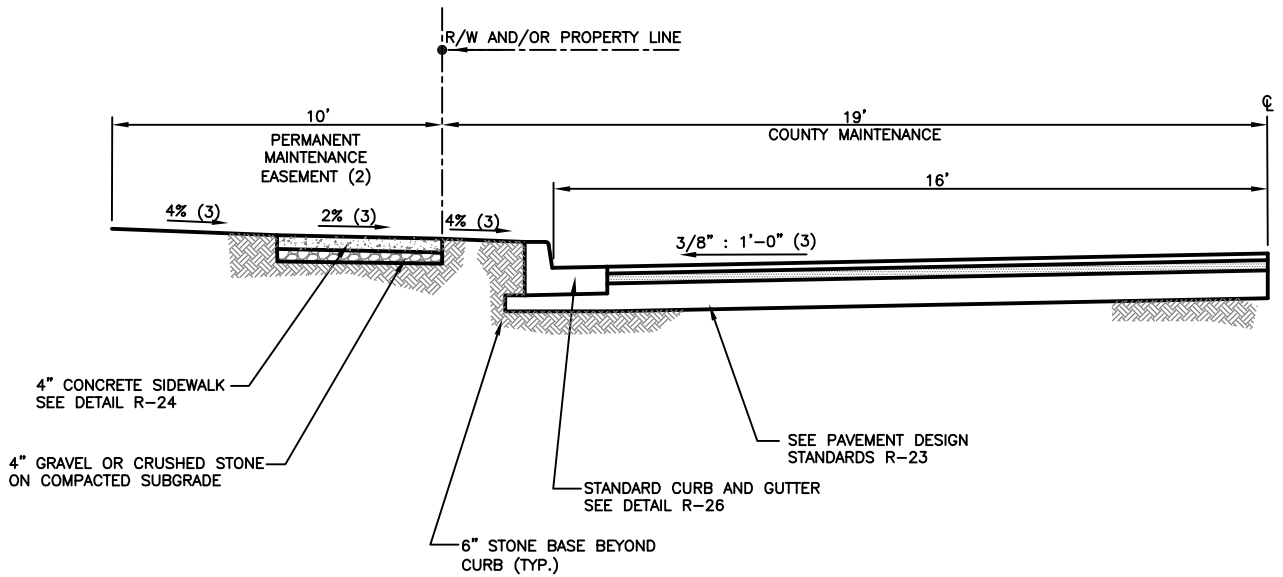 R/W AND/OR PROPERTY LINE
℄
10'
19'
PERMANENT
MAINTENANCE
EASEMENT (2)
COUNTY MAINTENANCE
16'
4% (3)
2% (3)
4% (3)
3/8" : 1'-0" (3)
4" CONCRETE SIDEWALK
SEE DETAIL R-24
4" GRAVEL OR CRUSHED STONE
ON COMPACTED SUBGRADE
SEE PAVEMENT DESIGN
STANDARDS R-23
STANDARD CURB AND GUTTER
SEE DETAIL R-26
6" STONE BASE BEYOND
CURB (TYP.)